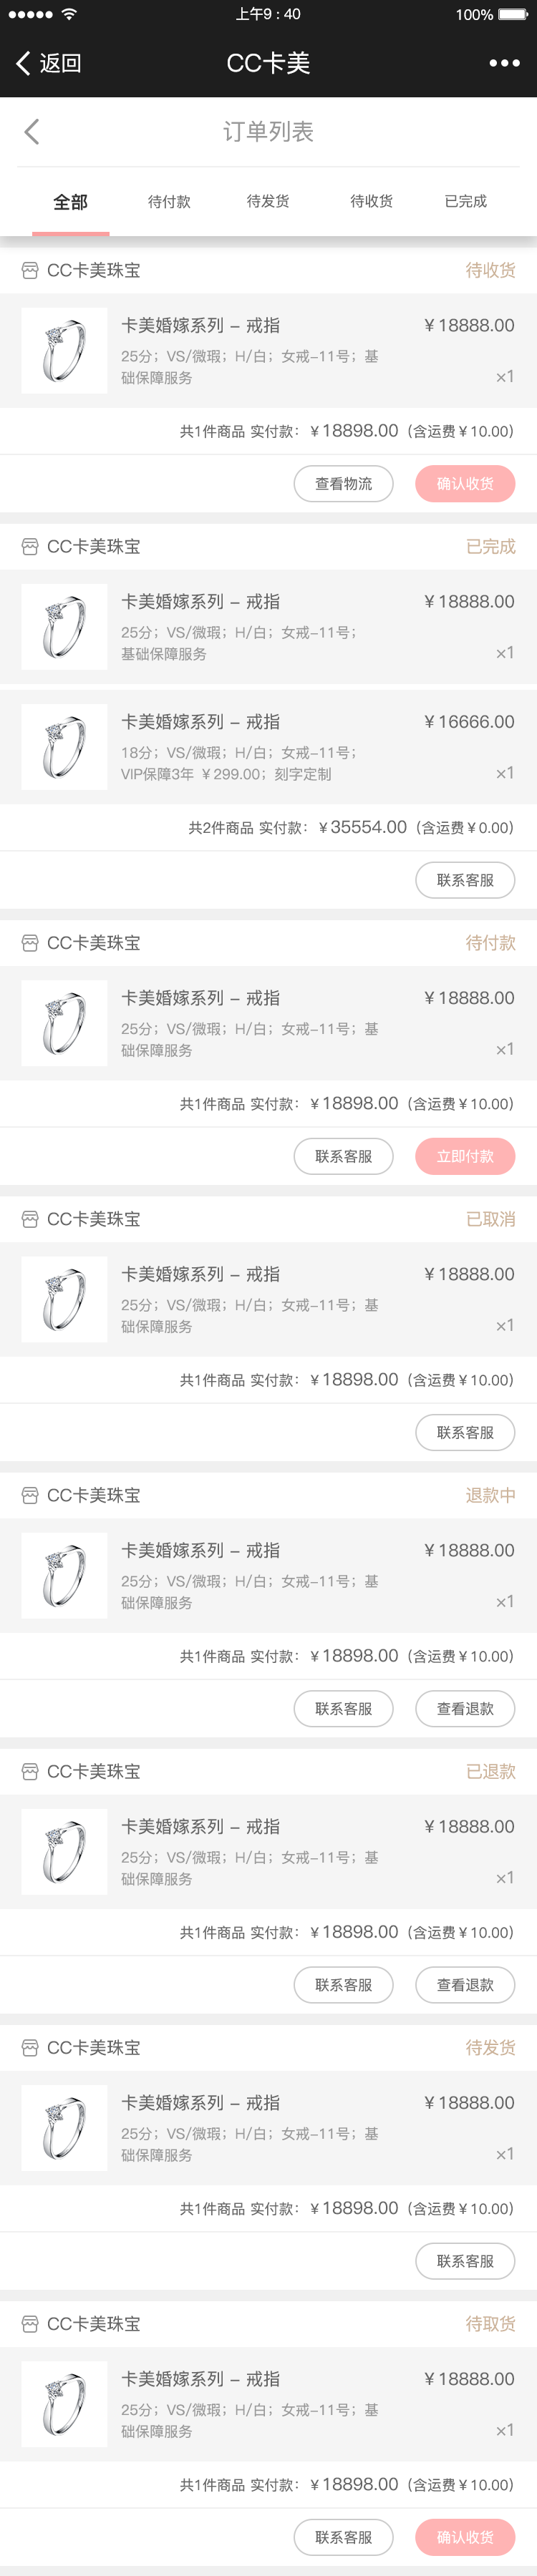 上午9：40
100%
返回
CC卡美
订单列表
全部 待付款 待发货 待收货 已完成
CC卡美珠宝 待收货
卡美婚嫁系列 – 戒指 ￥18888.00
25分；VS/微瑕；H/白；女戒–11号；基
础保障服务 ×1
共1件商品 实付款：￥18898.00（含运费￥10.00）
查看物流 确认收货
CC卡美珠宝 已完成
卡美婚嫁系列 – 戒指 ￥18888.00
25分；VS/微瑕；H/白；女戒–11号；
基础保障服务 ×1
卡美婚嫁系列 – 戒指 ￥16666.00
18分；VS/微瑕；H/白；女戒–11号；
VIP保障3年 ￥299.00；刻字定制 ×1
共2件商品 实付款：￥35554.00（含运费￥0.00）
联系客服
CC卡美珠宝 待付款
卡美婚嫁系列 – 戒指 ￥18888.00
25分；VS/微瑕；H/白；女戒–11号；基
础保障服务 ×1
共1件商品 实付款：￥18898.00（含运费￥10.00）
联系客服 立即付款
CC卡美珠宝 已取消
卡美婚嫁系列 – 戒指 ￥18888.00
25分；VS/微瑕；H/白；女戒–11号；基
础保障服务 ×1
共1件商品 实付款：￥18898.00（含运费￥10.00）
联系客服
CC卡美珠宝 退款中
卡美婚嫁系列 – 戒指 ￥18888.00
25分；VS/微瑕；H/白；女戒–11号；基
础保障服务 ×1
共1件商品 实付款：￥18898.00（含运费￥10.00）
联系客服 查看退款
CC卡美珠宝 已退款
卡美婚嫁系列 – 戒指 ￥18888.00
25分；VS/微瑕；H/白；女戒–11号；基
础保障服务 ×1
共1件商品 实付款：￥18898.00（含运费￥10.00）
联系客服 查看退款
CC卡美珠宝 待发货
卡美婚嫁系列 – 戒指 ￥18888.00
25分；VS/微瑕；H/白；女戒–11号；基
础保障服务 ×1
共1件商品 实付款：￥18898.00（含运费￥10.00）
联系客服
CC卡美珠宝 待取货
卡美婚嫁系列 – 戒指 ￥18888.00
25分；VS/微瑕；H/白；女戒–11号；基
础保障服务 ×1
共1件商品 实付款：￥18898.00（含运费￥10.00）
联系客服 确认收货